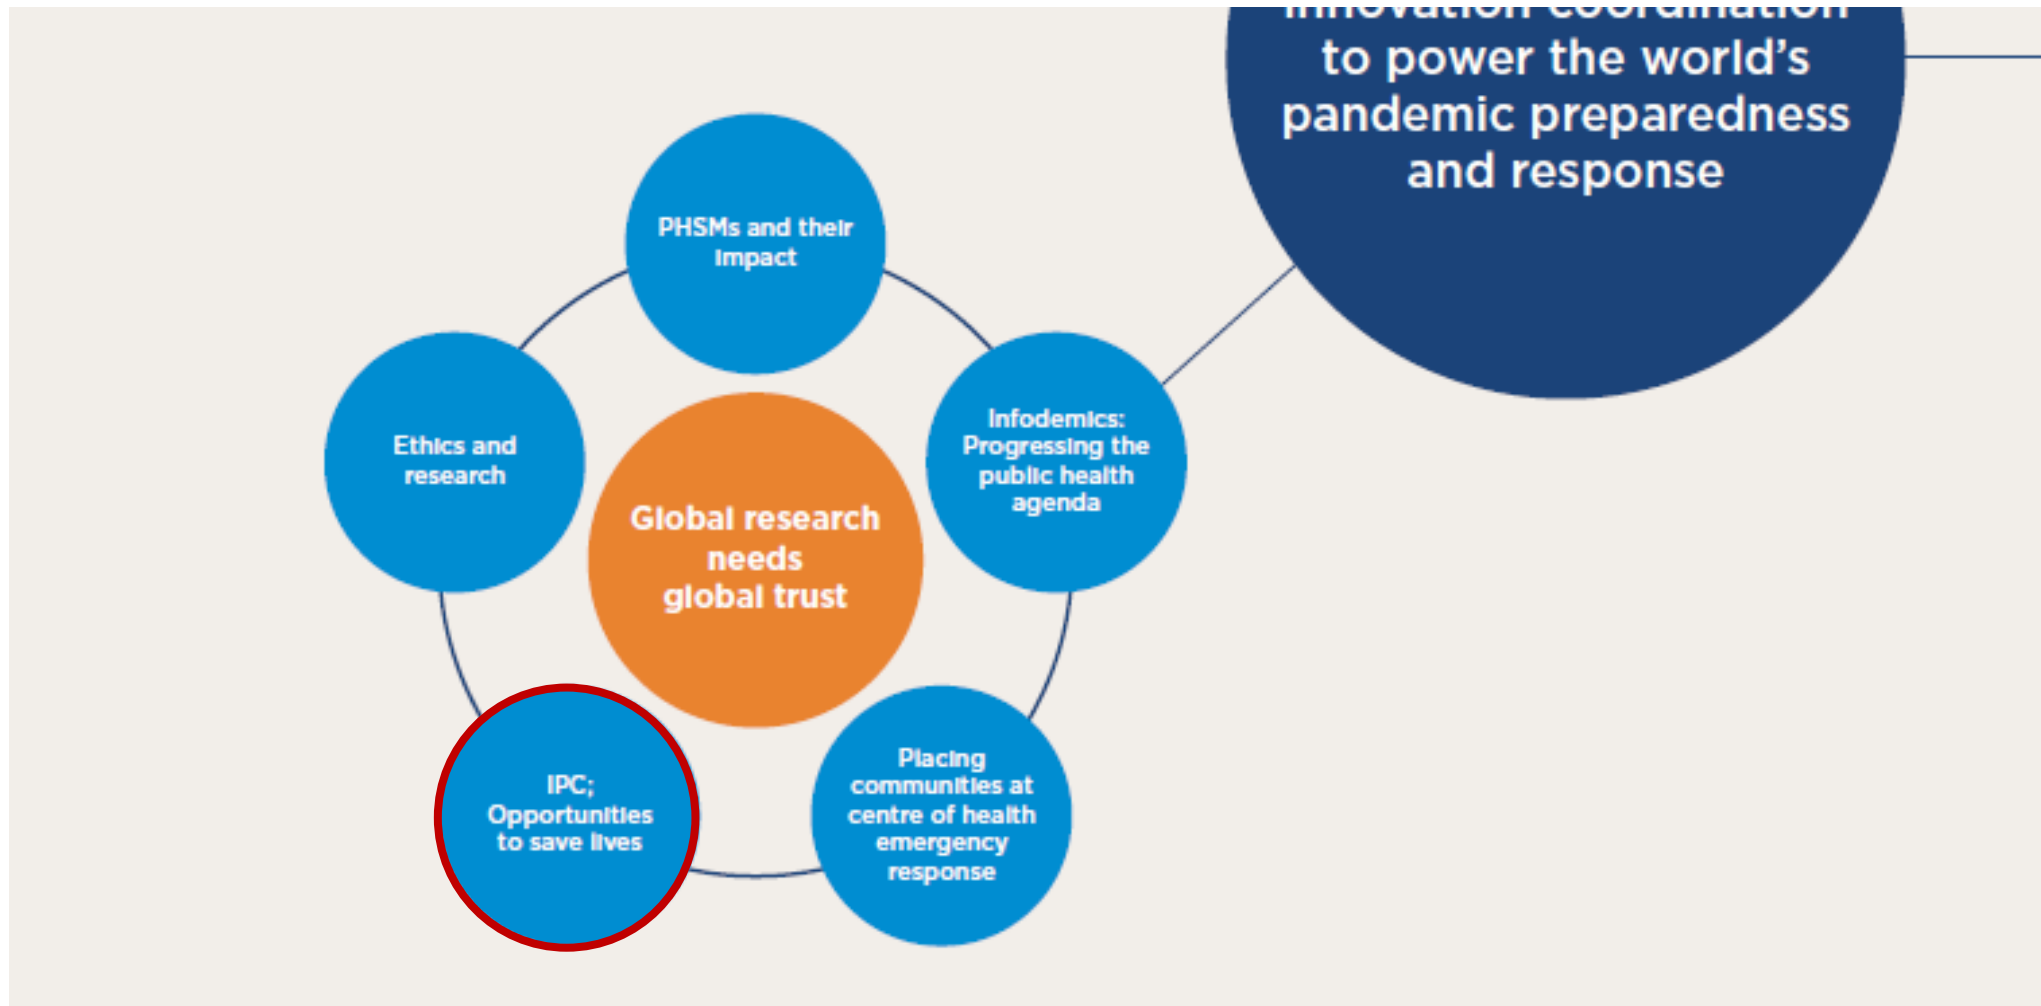 innovation coordination
to power the world's
pandemic preparedness
and response
PHSMs and their
impact
Infodemics:
Progressing the
public health
agenda
Ethics and
research
Global research
needs
global trust
IPC;
Opportunities
to save lives
Placing
communities at
centre of health
emergency
response